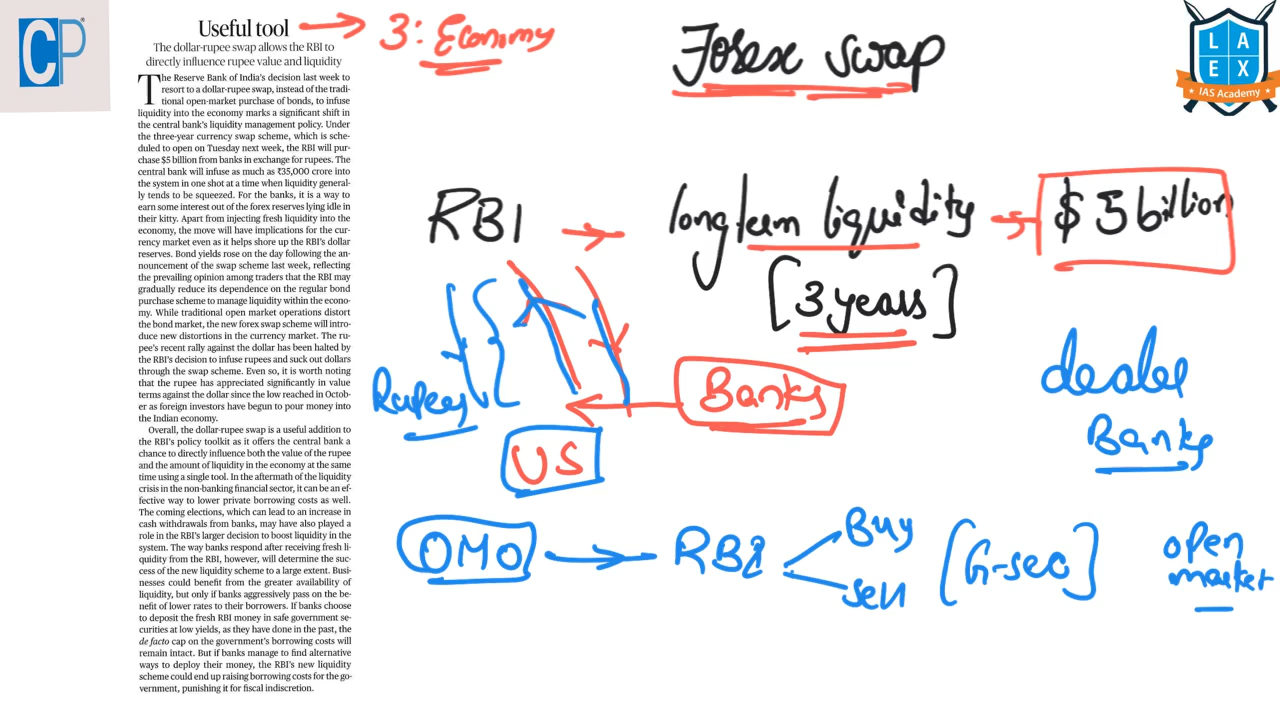 CP
Useful tool
The dollar-rupee swap allows the RBI to
directly influence rupee value and liquidity
The Reserve Bank of India's decision last week to
resort to a dollar-rupee swap, instead of the tradi-
tional open-market purchase of bonds, to infuse
liquidity into the economy marks a significant shift in
the central bank's liquidity management policy. Under
the three-year currency swap scheme, which is sche-
duled to open on Tuesday next week, the RBI will pur-
chase $5 billion from banks in exchange for rupees. The
central bank will infuse as much as ₹35,000 crore into
the system in one shot at a time when liquidity general-
ly tends to be squeezed. For the banks, it is a way to
earn some interest out of the forex reserves lying idle in
their kitty. Apart from injecting fresh liquidity into the
economy, the move will have implications for the cur-
rency market even as it helps shore up the RBI's dollar
reserves. Bond yields rose on the day following the an-
nouncement of the swap scheme last week, reflecting
the prevailing opinion among traders that the RBI may
gradually reduce its dependence on the regular bond
purchase scheme to manage liquidity within the econo-
my. While traditional open market operations distort
the bond market, the new forex swap scheme will intro-
duce new distortions in the currency market. The ru-
pee's recent rally against the dollar has been halted by
the RBI's decision to infuse rupees and suck out dollars
through the swap scheme. Even so, it is worth noting
that the rupee has appreciated significantly in value
terms against the dollar since the low reached in Octob-
er as foreign investors have begun to pour money into
the Indian economy.
Overall, the dollar-rupee swap is a useful addition to
the RBI's policy toolkit as it offers the central bank a
chance to directly influence both the value of the rupee
and the amount of liquidity in the economy at the same
time using a single tool. In the aftermath of the liquidity
crisis in the non-banking financial sector, it can be an ef-
fective way to lower private borrowing costs as well.
The coming elections, which can lead to an increase in
cash withdrawals from banks, may have also played a
role in the RBI's larger decision to boost liquidity in the
system. The way banks respond after receiving fresh li-
quidity from the RBI, however, will determine the suc-
cess of the new liquidity scheme to a large extent. Busi-
nesses could benefit from the greater availability of
liquidity, but only if banks aggressively pass on the be-
nefit of lower rates to their borrowers. If banks choose
to deposit the fresh RBI money in safe government se-
curities at low yields, as they have done in the past, the
de facto cap on the government's borrowing costs will
remain intact. But if banks manage to find alternative
ways to deploy their money, the RBI's new liquidity
scheme could end up raising borrowing costs for the go-
vernment, punishing it for fiscal indiscretion.
3: Economy
Forex swap
LAEX
IAS Academy
RBI
long term liquidity
$ 5 billion
[3 years]
Rupees
Banks
US
dealer
Banks
OMO
RBI
Buy
Sell
[G-sec]
open
market